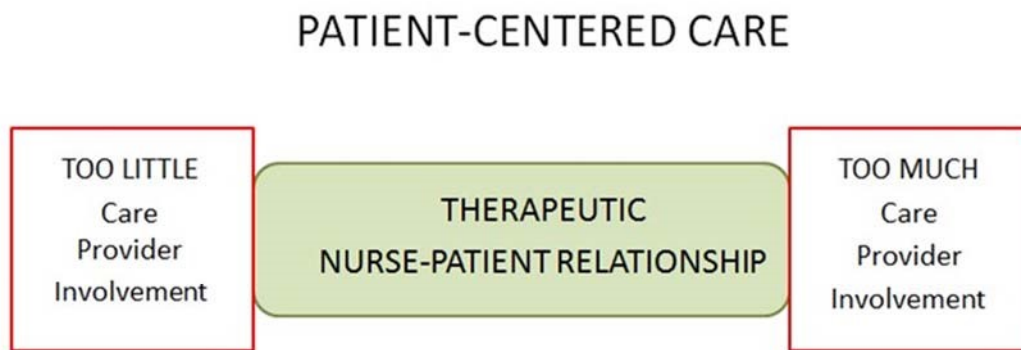 PATIENT-CENTERED CARE
TOO LITTLE
Care
Provider
Involvement
THERAPEUTIC
NURSE-PATIENT RELATIONSHIP
TOO MUCH
Care
Provider
Involvement